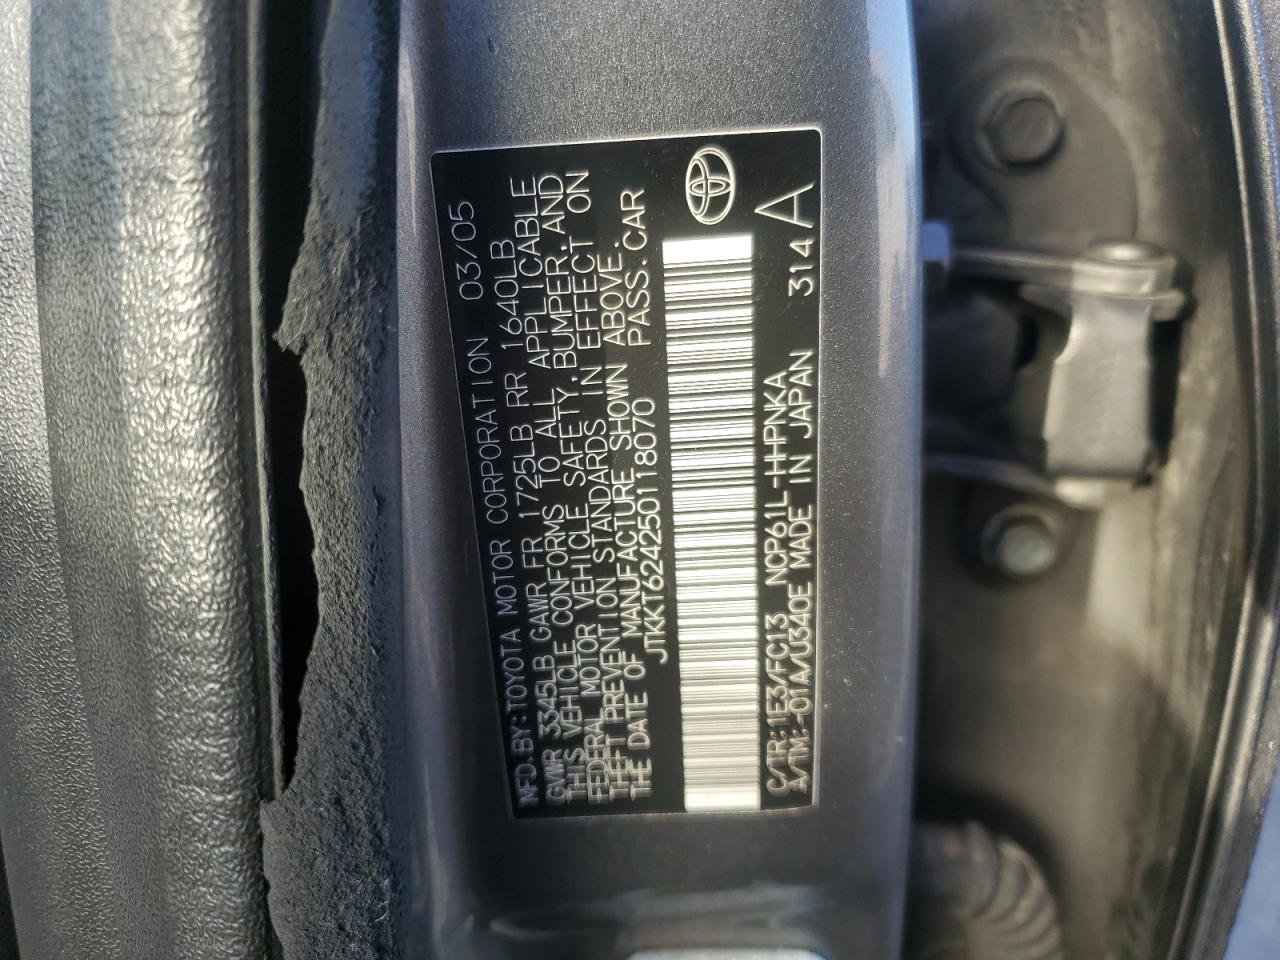 MFD.BY:TOYOTA MOTOR CORPORATION 03/05
GVWR 3345LB GAWR FR 1725LB RR 1640LB
THIS VEHICLE CONFORMS TO ALL APPLICABLE
FEDERAL MOTOR VEHICLE SAFETY,BUMPER,AND
THEFT PREVENTION STANDARDS IN EFFECT ON
THE DATE OF MANUFACTURE SHOWN ABOVE.
JTKKT624250118070 PASS.CAR
C/TR:1E3/FC13 NCP61L-HHPNKA 314 A
A/TM:-01A/U340E MADE IN JAPAN